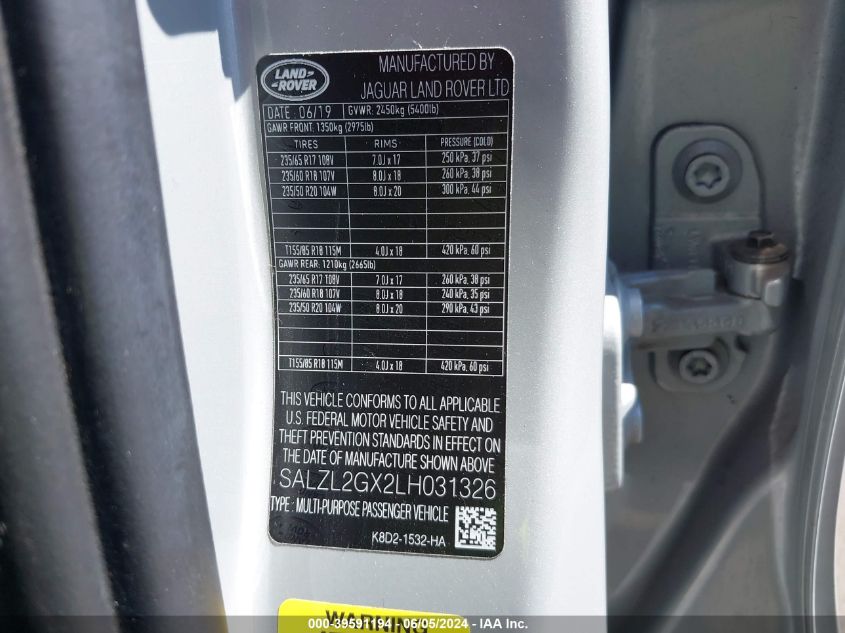 LAND-
-ROVER
MANUFACTURED BY
JAGUAR LAND ROVER LTD
DATE : 06/19 GVWR: 2450kg (5400lb)
GAWR FRONT: 1350kg (2975lb)
TIRES RIMS PRESSURE (COLD)
235/65 R17 108V 7.0J x 17 250 kPa, 37 psi
235/60 R18 107V 8.0J x 18 260 kPa, 38 psi
235/50 R20 104W 8.0J x 20 300 kPa, 44 psi
T155/85 R18 115M 4.0J x 18 420 kPa, 60 psi
GAWR REAR: 1210kg (2665lb)
235/65 R17 108V 7.0J x 17 260 kPa, 38 psi
235/60 R18 107V 8.0J x 18 240 kPa, 35 psi
235/50 R20 104W 8.0J x 20 290 kPa, 43 psi
T155/85 R18 115M 4.0J x 18 420 kPa, 60 psi
THIS VEHICLE CONFORMS TO ALL APPLICABLE
U.S. FEDERAL MOTOR VEHICLE SAFETY AND
THEFT PREVENTION STANDARDS IN EFFECT ON
THE DATE OF MANUFACTURE SHOWN ABOVE
SALZL2GX2LH031326
TYPE : MULTI-PURPOSE PASSENGER VEHICLE
K8D2-1532-HA
WARNING
000-39591194 - 06/05/2024 - IAA Inc.